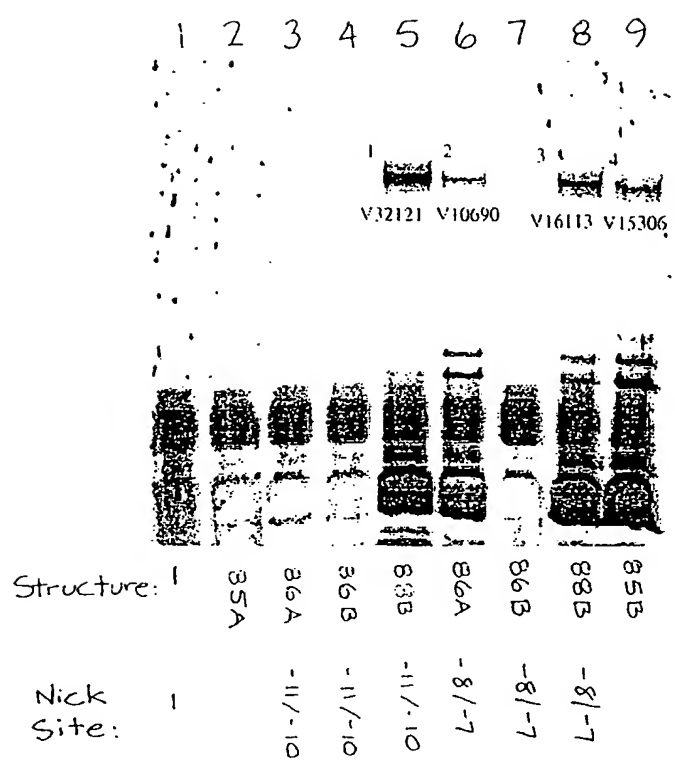 1 2 3 4 5 6 7 8 9
1 2 3 4
V32121 V10690 V16113 V15306
Structure: 1 85A 86A 86B 88B 86A 86B 88B 85B
Nick 1 -11/-10 -11/-10 -11/-10 -8/-7 -8/-7 -8/-7
Site: